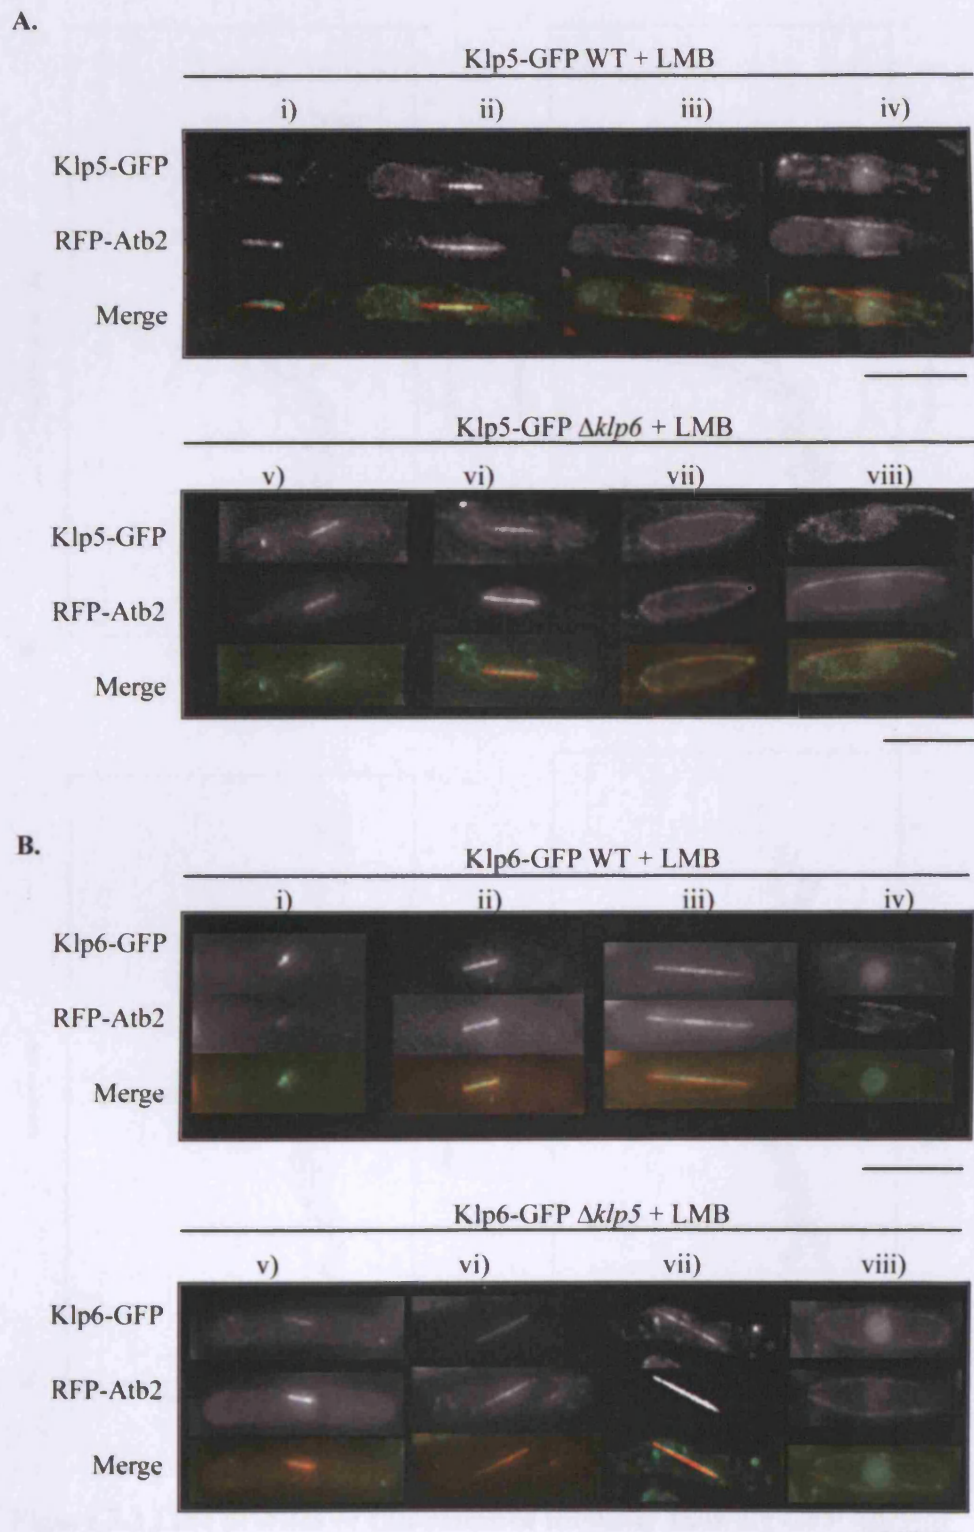 A.
Klp5-GFP WT + LMB
i) ii) iii) iv)
Klp5-GFP
RFP-Atb2
Merge
Klp5-GFP Δklp6 + LMB
v) vi) vii) viii)
Klp5-GFP
RFP-Atb2
Merge
B.
Klp6-GFP WT + LMB
i) ii) iii) iv)
Klp6-GFP
RFP-Atb2
Merge
Klp6-GFP Δklp5 + LMB
v) vi) vii) viii)
Klp6-GFP
RFP-Atb2
Merge